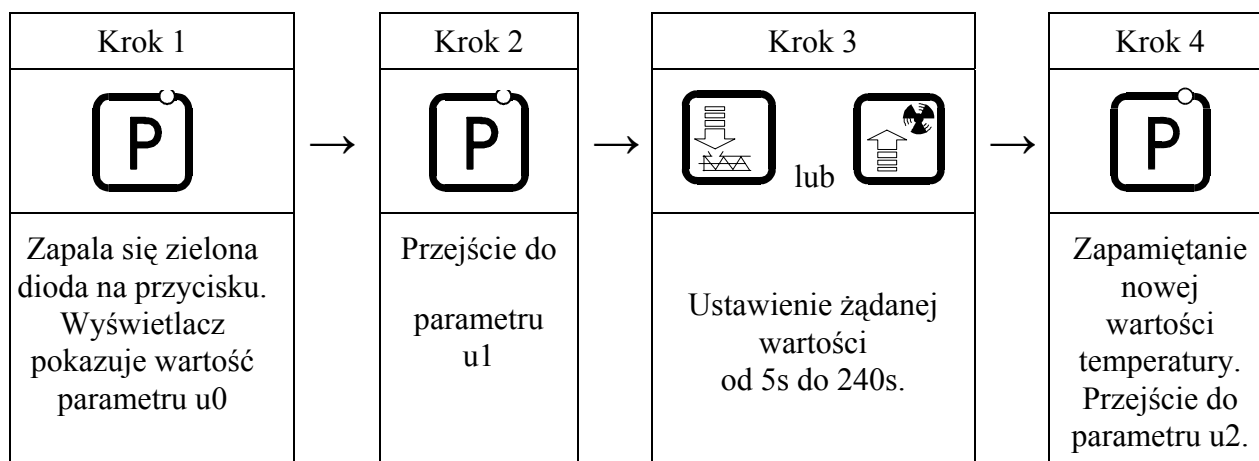 Krok 1
P
Zapala się zielona
dioda na przycisku.
Wyświetlacz
pokazuje wartość
parametru u0
Krok 2
P
Przejście do
parametru
u1
Krok 3
lub
Ustawienie żądanej
wartości
od 5s do 240s.
Krok 4
P
Zapamiętanie
nowej
wartości
temperatury.
Przejście do
parametru u2.